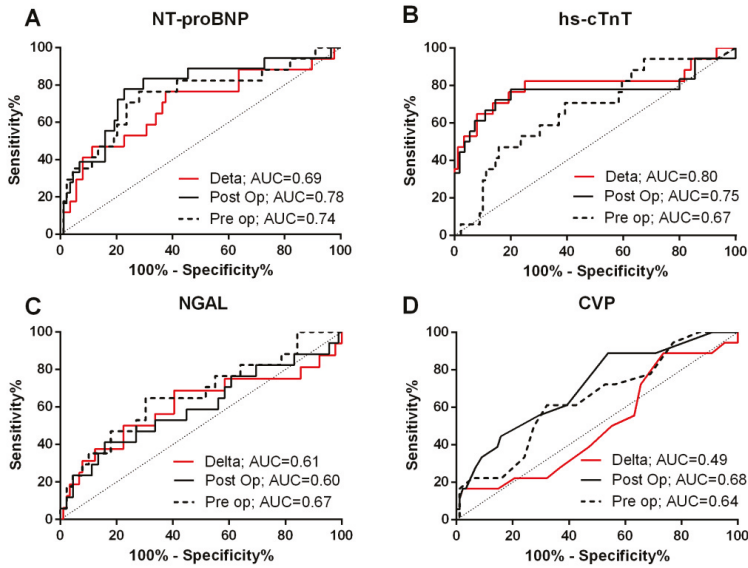 A
NT-proBNP
100
80
60
40
20
0
Sensitivity%
Deta; AUC=0.69
Post Op; AUC=0.78
Pre op; AUC=0.74
0 20 40 60 80 100
100% - Specificity%
B
hs-cTnT
100
80
60
40
20
0
Sensitivity%
Deta; AUC=0.80
Post Op; AUC=0.75
Pre op; AUC=0.67
0 20 40 60 80 100
100% - Specificity%
C
NGAL
100
80
60
40
20
0
Sensitivity%
Delta; AUC=0.61
Post Op; AUC=0.60
Pre op; AUC=0.67
0 20 40 60 80 100
100% - Specificity%
D
CVP
100
80
60
40
20
0
Sensitivity%
Delta; AUC=0.49
Post Op; AUC=0.68
Pre op; AUC=0.64
0 20 40 60 80 100
100% - Specificity%